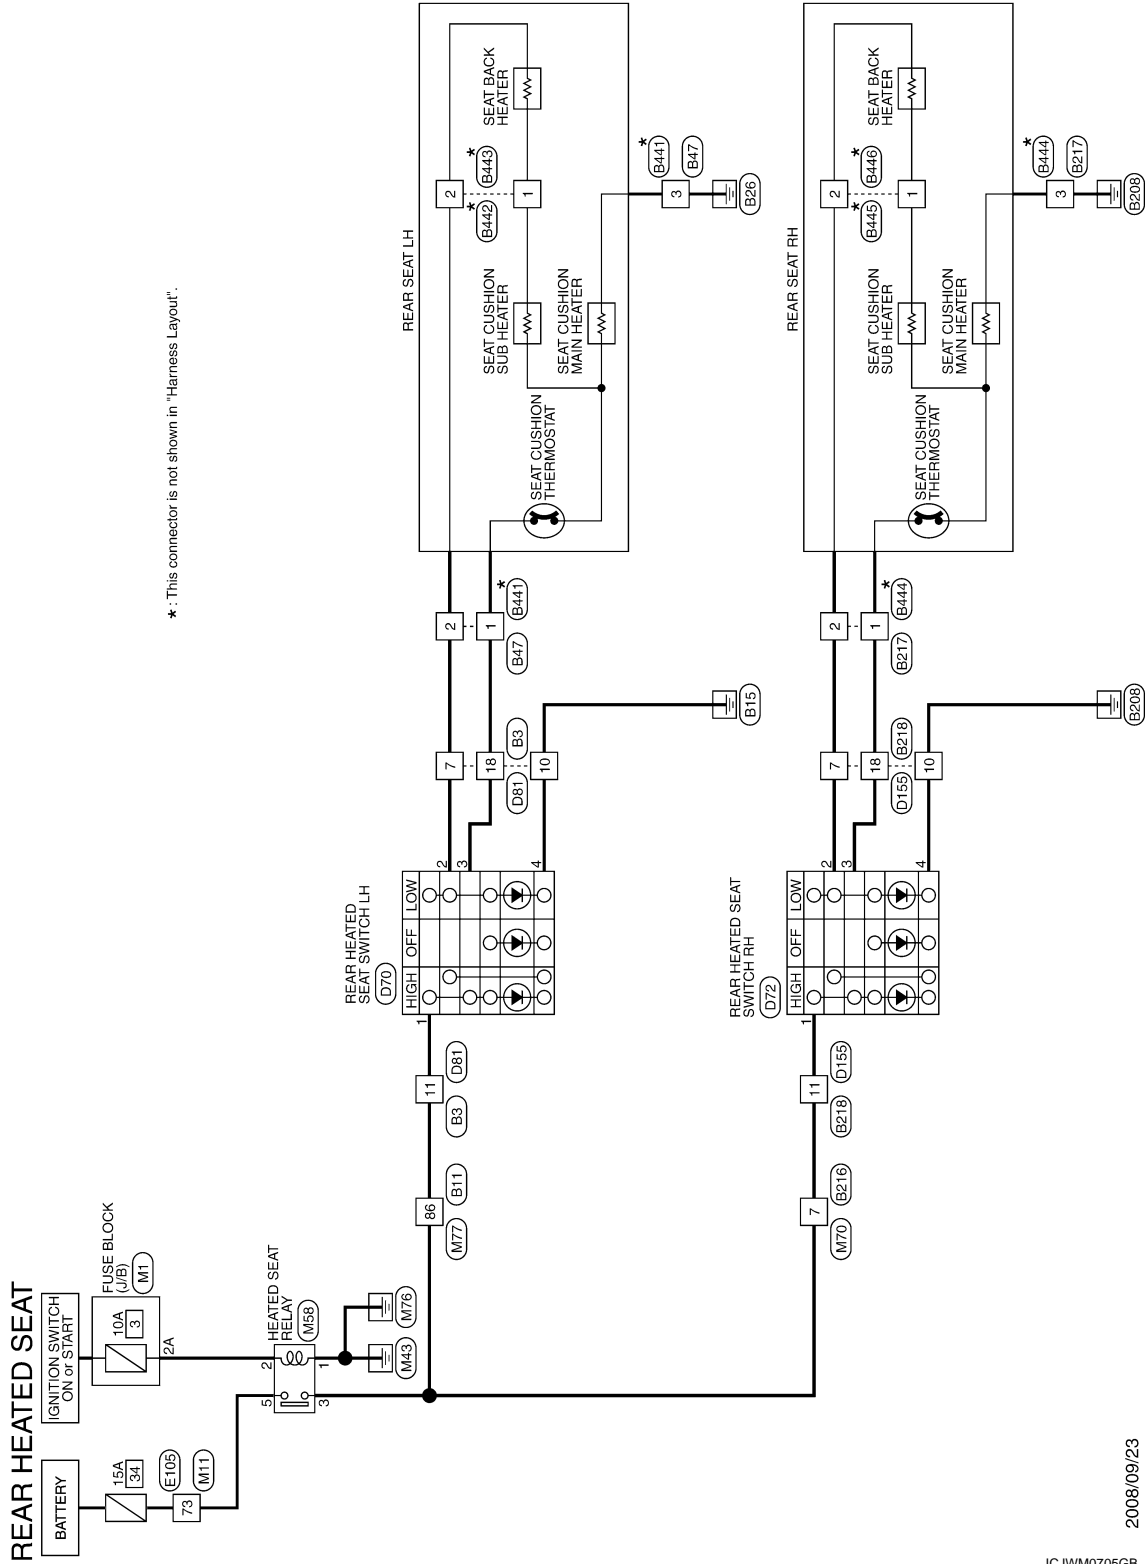 REAR HEATED SEAT
BATTERY
15A
34
E105
73
M11
IGNITION SWITCH
ON or START
FUSE BLOCK
(J/B)
M1
10A
3
2A
HEATED SEAT
RELAY
M58
5
2
3
1
M43
M76
* : This connector is not shown in "Harness Layout".
86
M77
B11
11
B3
D81
1
REAR HEATED
SEAT SWITCH LH
D70
HIGH
OFF
LOW
2
3
4
7
18
10
D81
B3
B15
2
1
B47
*
B441
REAR SEAT LH
SEAT CUSHION
THERMOSTAT
SEAT CUSHION
SUB HEATER
SEAT CUSHION
MAIN HEATER
2
1
*
B442
*
B443
SEAT BACK
HEATER
3
*
B441
B47
B26
7
M70
B216
11
B218
D155
1
REAR HEATED SEAT
SWITCH RH
D72
HIGH
OFF
LOW
2
3
4
7
18
10
D155
B218
B208
2
1
B217
*
B444
REAR SEAT RH
SEAT CUSHION
THERMOSTAT
SEAT CUSHION
SUB HEATER
SEAT CUSHION
MAIN HEATER
2
1
*
B445
*
B446
SEAT BACK
HEATER
3
*
B444
B217
B208
2008/09/23
JCJWM0705GB